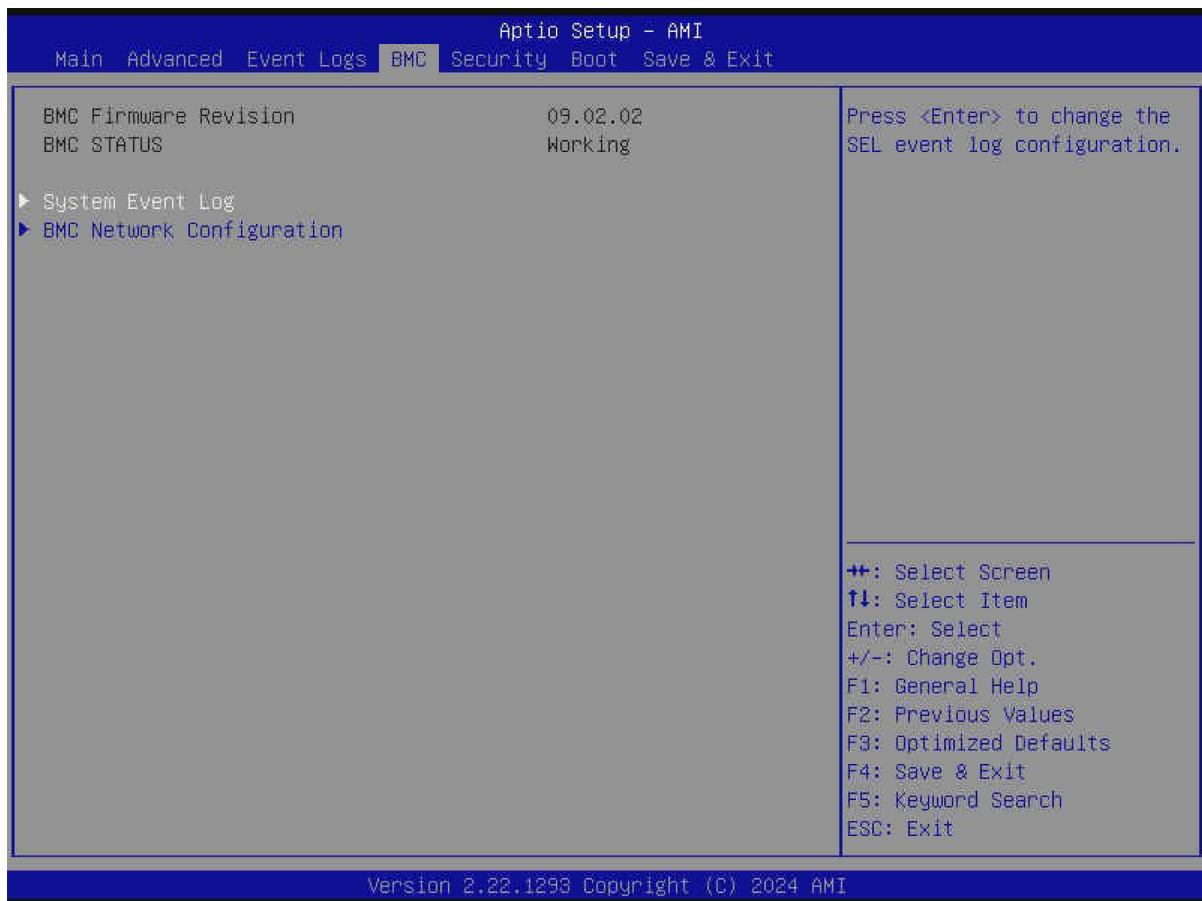 Aptio Setup – AMI
Main Advanced Event Logs BMC Security Boot Save & Exit
BMC Firmware Revision 09.02.02
BMC STATUS Working
▶ System Event Log
▶ BMC Network Configuration
Press <Enter> to change the
SEL event log configuration.
→←: Select Screen
↑↓: Select Item
Enter: Select
+/-: Change Opt.
F1: General Help
F2: Previous Values
F3: Optimized Defaults
F4: Save & Exit
F5: Keyword Search
ESC: Exit
Version 2.22.1293 Copyright (C) 2024 AMI